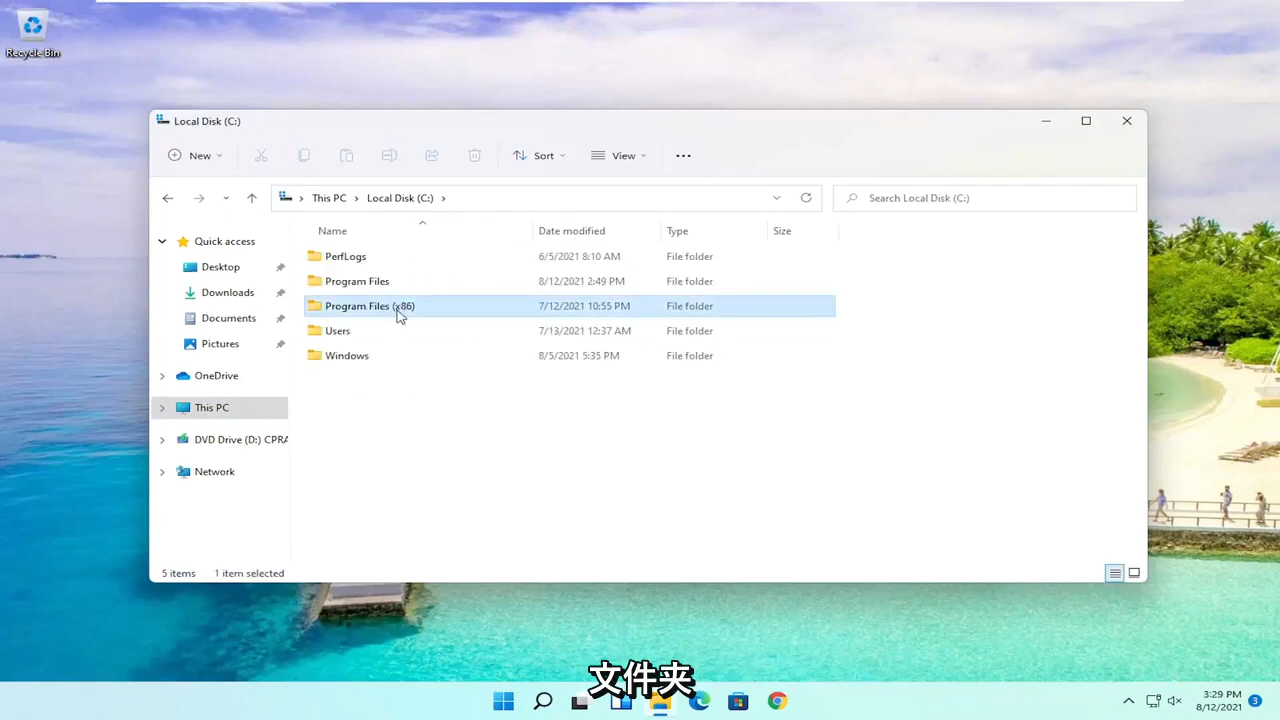 Recycle Bin
Local Disk (C:)
New
Sort
View
This PC
Local Disk (C:)
Search Local Disk (C:)
Name
Date modified
Type
Size
Quick access
Desktop
Downloads
Documents
Pictures
OneDrive
This PC
DVD Drive (D:) CPRA
Network
PerfLogs
6/5/2021 8:10 AM
File folder
Program Files
8/12/2021 2:49 PM
File folder
Program Files (x86)
7/12/2021 10:55 PM
File folder
Users
7/13/2021 12:37 AM
File folder
Windows
8/5/2021 5:35 PM
File folder
5 items
1 item selected
文件夹
3:29 PM
8/12/2021
3